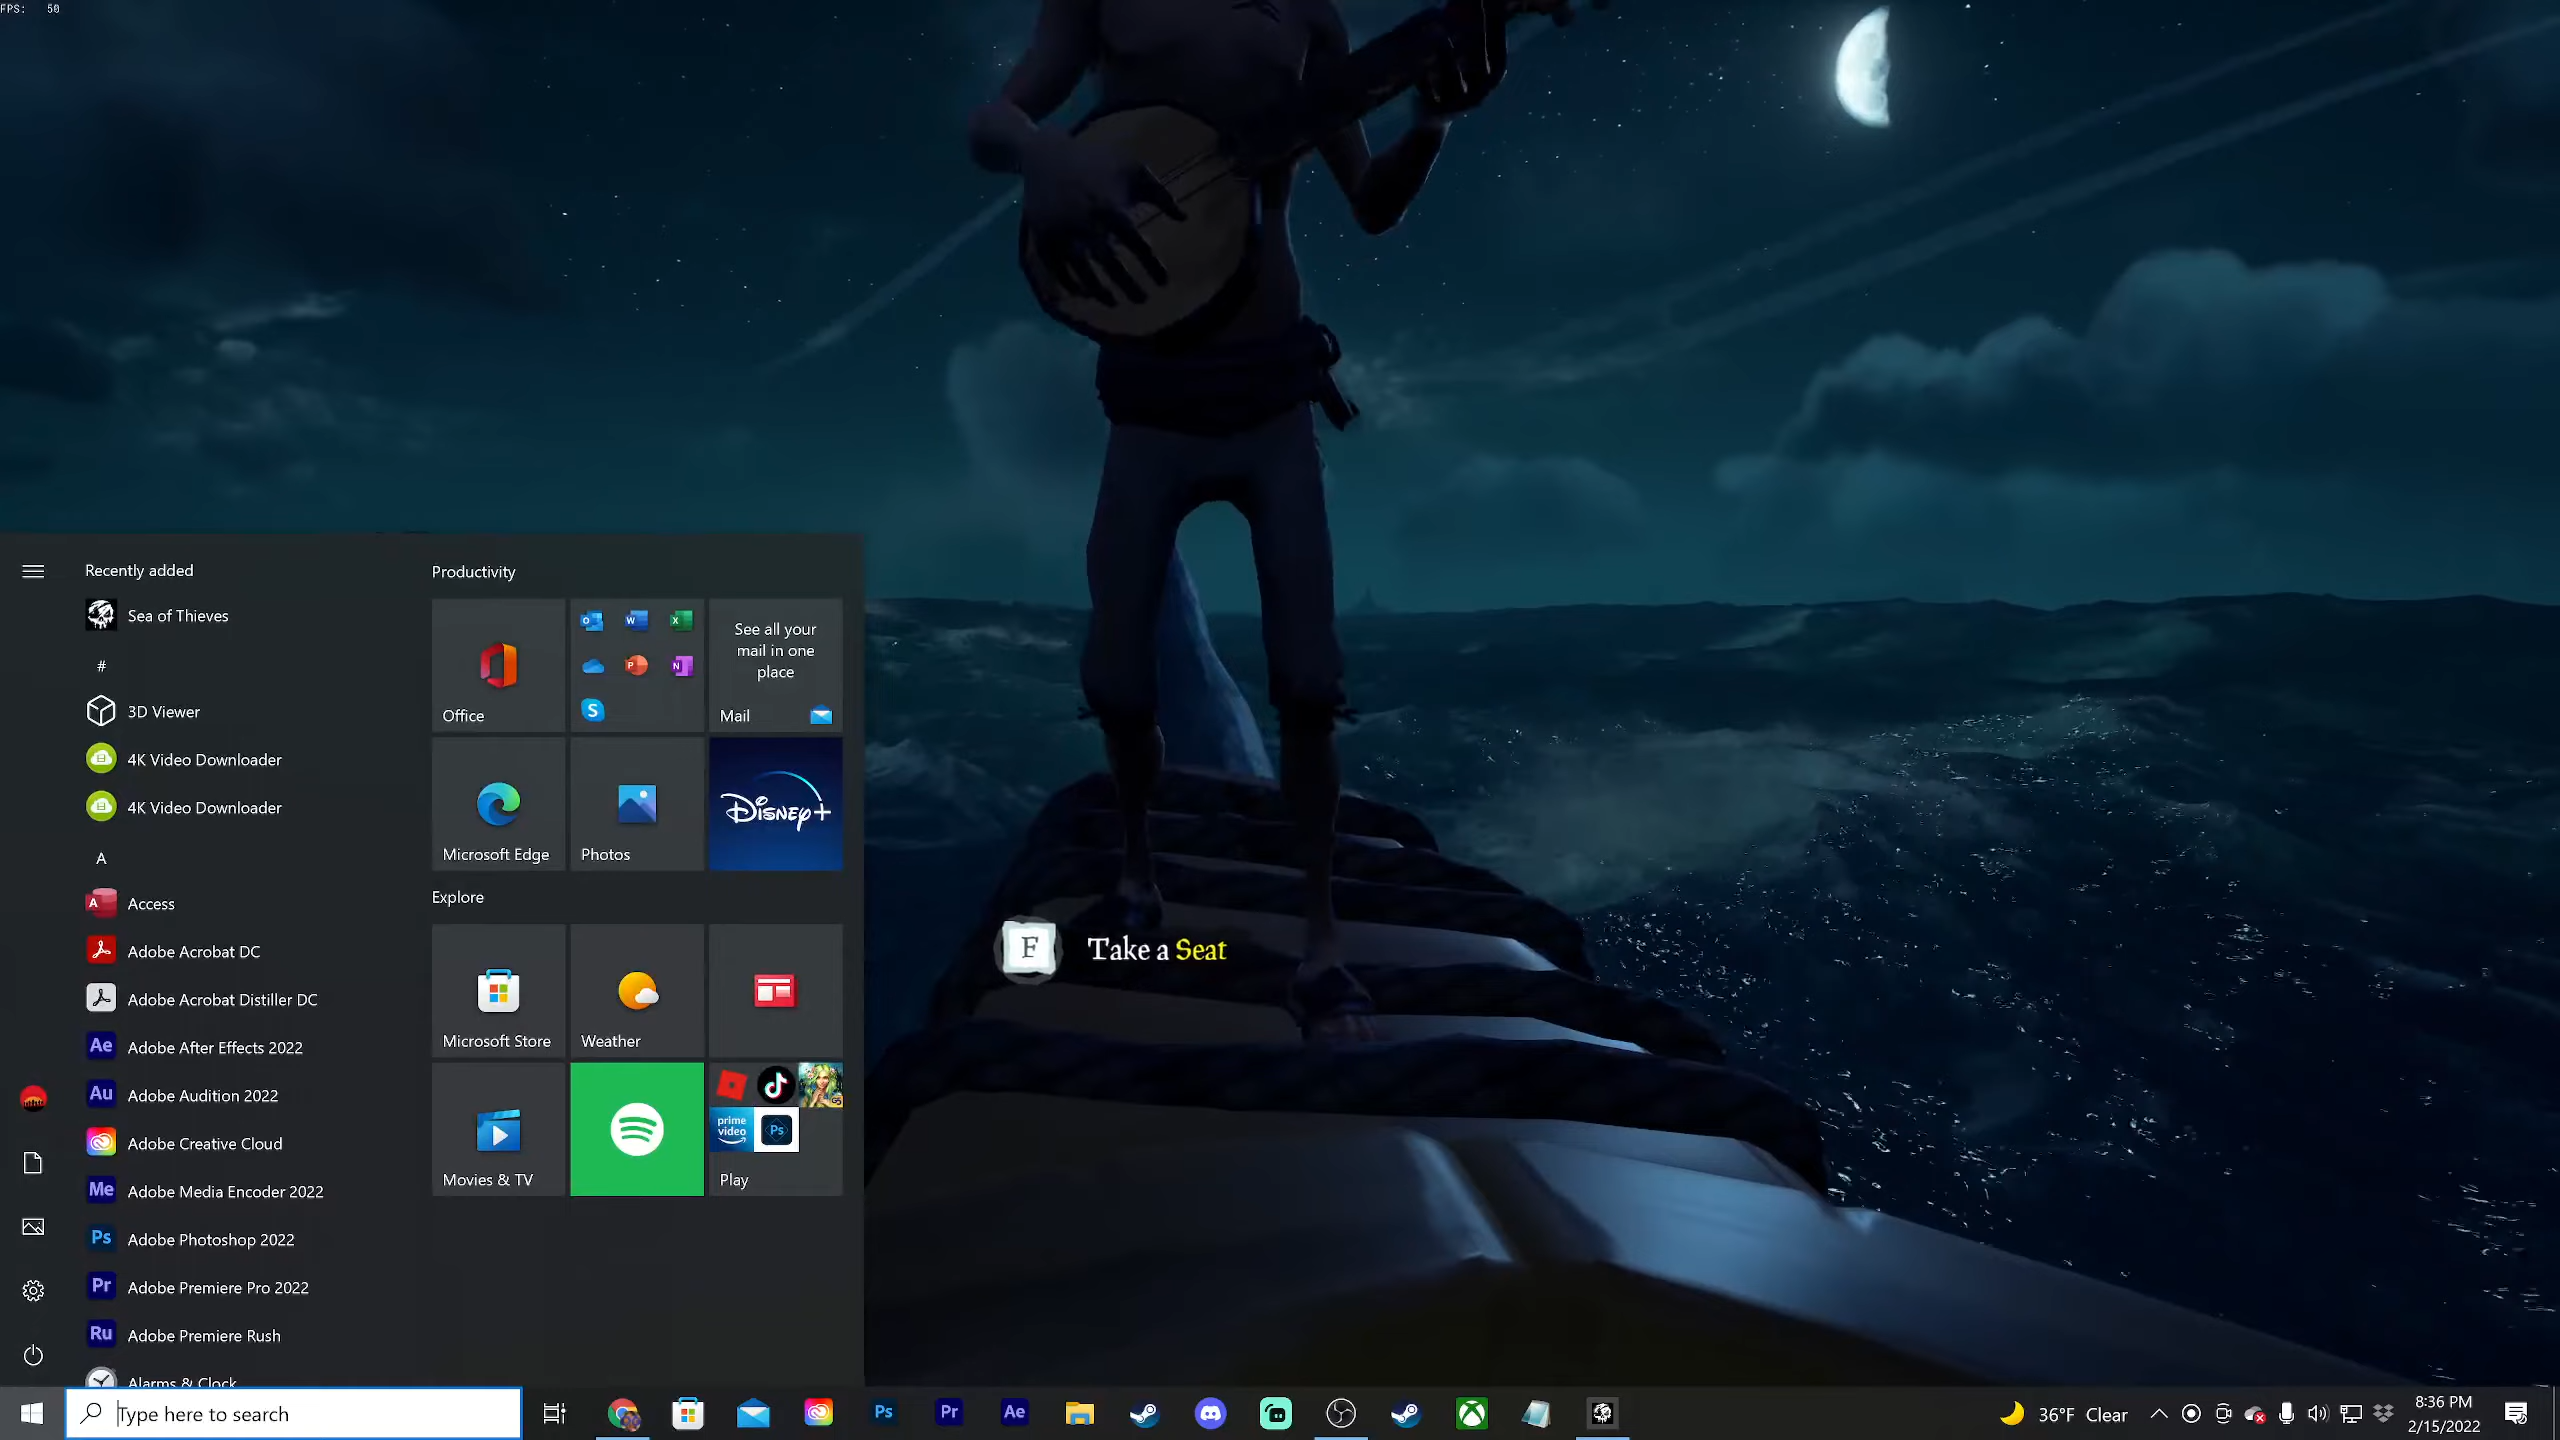 FPS: 50
Recently added
Sea of Thieves
#
3D Viewer
4K Video Downloader
4K Video Downloader
A
Access
Adobe Acrobat DC
Adobe Acrobat Distiller DC
Adobe After Effects 2022
Adobe Audition 2022
Adobe Creative Cloud
Adobe Media Encoder 2022
Adobe Photoshop 2022
Adobe Premiere Pro 2022
Adobe Premiere Rush
Alarms & Clock
Productivity
Office
See all your
mail in one
place
Mail
Microsoft Edge
Photos
Disney+
Explore
Microsoft Store
Weather
Movies & TV
prime video
Play
F Take a Seat
Type here to search
36°F Clear
8:36 PM
2/15/2022